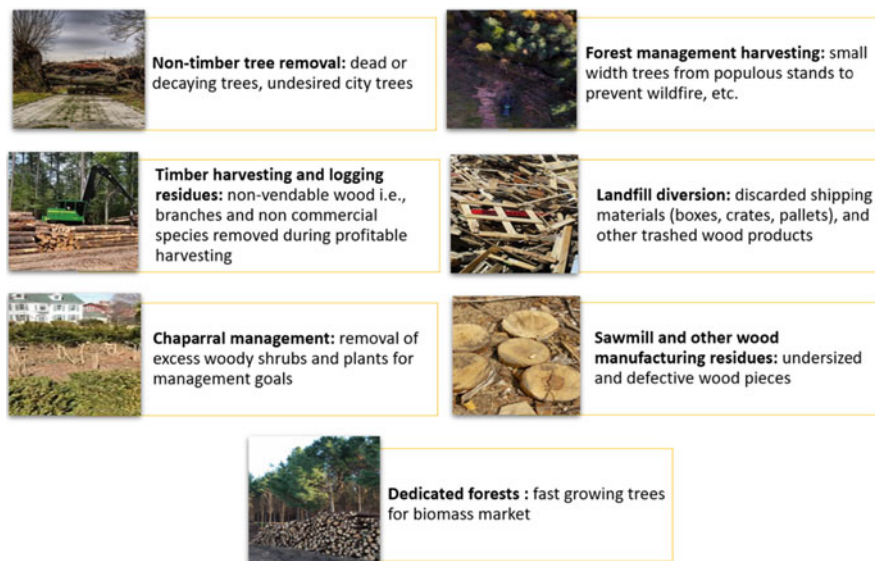 Non-timber tree removal: dead or
decaying trees, undesired city trees
Forest management harvesting: small
width trees from populous stands to
prevent wildfire, etc.
Timber harvesting and logging
residues: non-vendable wood i.e.,
branches and non commercial
species removed during profitable
harvesting
Landfill diversion: discarded shipping
materials (boxes, crates, pallets), and
other trashed wood products
Chaparral management: removal of
excess woody shrubs and plants for
management goals
Sawmill and other wood
manufacturing residues: undersized
and defective wood pieces
Dedicated forests : fast growing trees
for biomass market